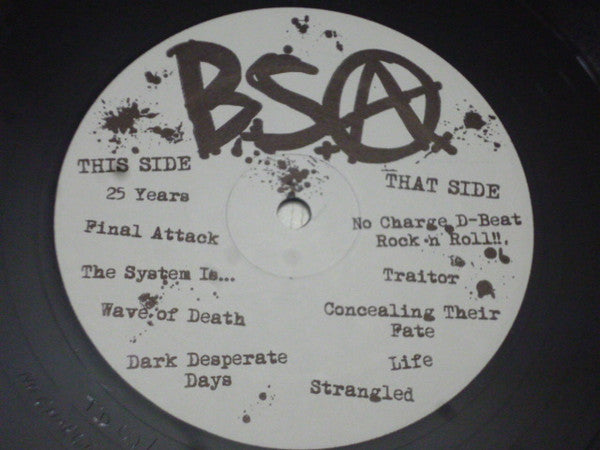 BSA
THIS SIDE
25 Years
Final Attack
The System Is...
Wave of Death
Dark Desperate
Days
THAT SIDE
No Charge D-Beat
Rock n Roll!!,
Traitor
Concealing Their
Fate
Life
Strangled